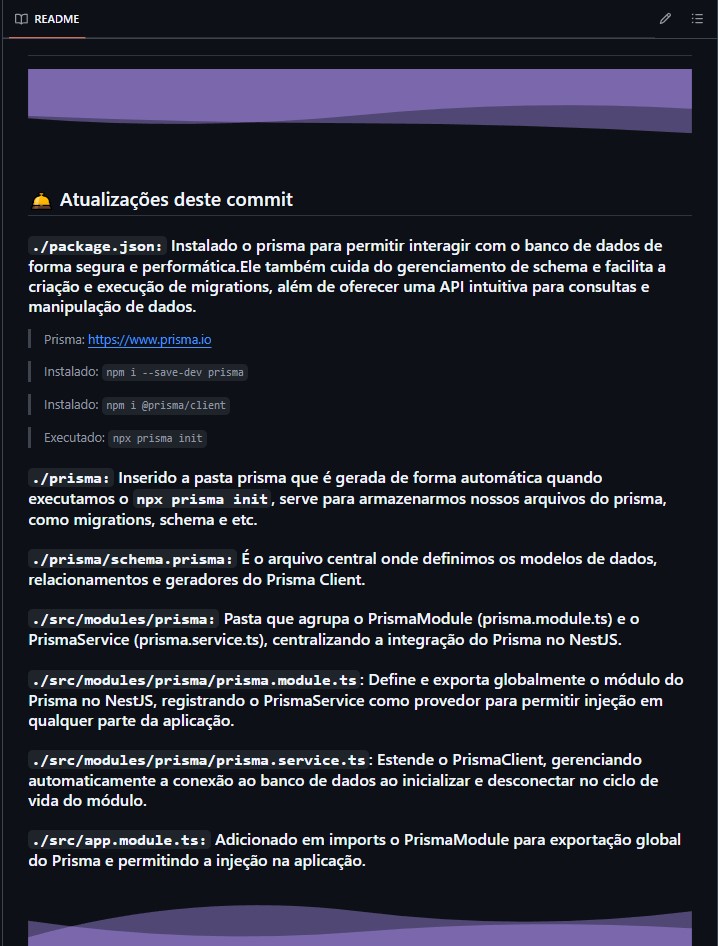 README
Atualizações deste commit
./package.json: Instalado o prisma para permitir interagir com o banco de dados de
forma segura e performática.Ele também cuida do gerenciamento de schema e facilita a
criação e execução de migrations, além de oferecer uma API intuitiva para consultas e
manipulação de dados.
Prisma: https://www.prisma.io
Instalado: npm i --save-dev prisma
Instalado: npm i @prisma/client
Executado: npx prisma init
./prisma: Inserido a pasta prisma que é gerada de forma automática quando
executamos o npx prisma init, serve para armazenarmos nossos arquivos do prisma,
como migrations, schema e etc.
./prisma/schema.prisma: É o arquivo central onde definimos os modelos de dados,
relacionamentos e geradores do Prisma Client.
./src/modules/prisma: Pasta que agrupa o PrismaModule (prisma.module.ts) e o
PrismaService (prisma.service.ts), centralizando a integração do Prisma no NestJS.
./src/modules/prisma/prisma.module.ts: Define e exporta globalmente o módulo do
Prisma no NestJS, registrando o PrismaService como provedor para permitir injeção em
qualquer parte da aplicação.
./src/modules/prisma/prisma.service.ts: Estende o PrismaClient, gerenciando
automaticamente a conexão ao banco de dados ao inicializar e desconectar no ciclo de
vida do módulo.
./src/app.module.ts: Adicionado em imports o PrismaModule para exportação global
do Prisma e permitindo a injeção na aplicação.